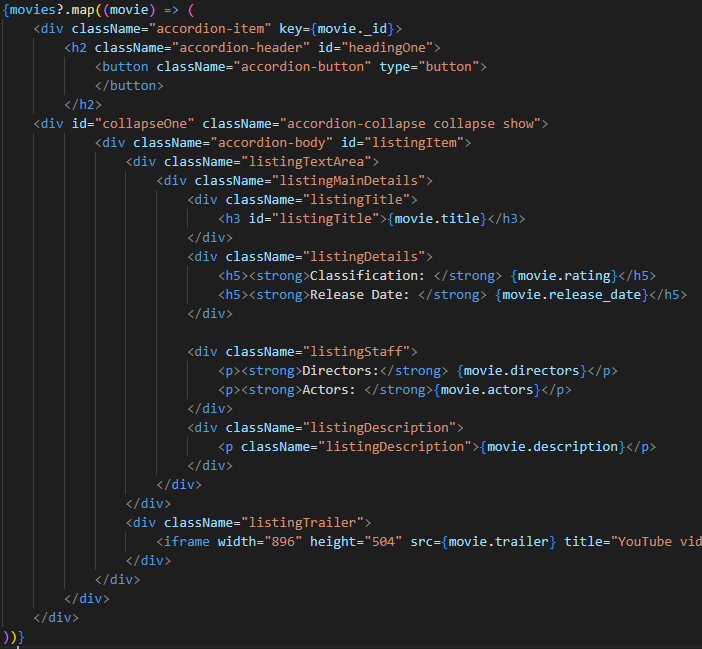 {movies?.map((movie) => (
    <div className="accordion-item" key={movie._id}>
        <h2 className="accordion-header" id="headingOne">
            <button className="accordion-button" type="button">
            </button>
        </h2>
    <div id="collapseOne" className="accordion-collapse collapse show">
            <div className="accordion-body" id="listingItem">
                <div className="listingTextArea">
                    <div className="listingMainDetails">
                        <div className="listingTitle">
                            <h3 id="listingTitle">{movie.title}</h3>
                        </div>
                        <div className="listingDetails">
                            <h5><strong>Classification: </strong> {movie.rating}</h5>
                            <h5><strong>Release Date: </strong> {movie.release_date}</h5>
                        </div>

                        <div className="listingStaff">
                            <p><strong>Directors:</strong> {movie.directors}</p>
                            <p><strong>Actors: </strong>{movie.actors}</p>
                        </div>
                        <div className="listingDescription">
                            <p className="listingDescription">{movie.description}</p>
                        </div>
                    </div>
                </div>
                <div className="listingTrailer">
                    <iframe width="896" height="504" src={movie.trailer} title="YouTube vid
                </div>
            </div>
        </div>
    </div>
))}